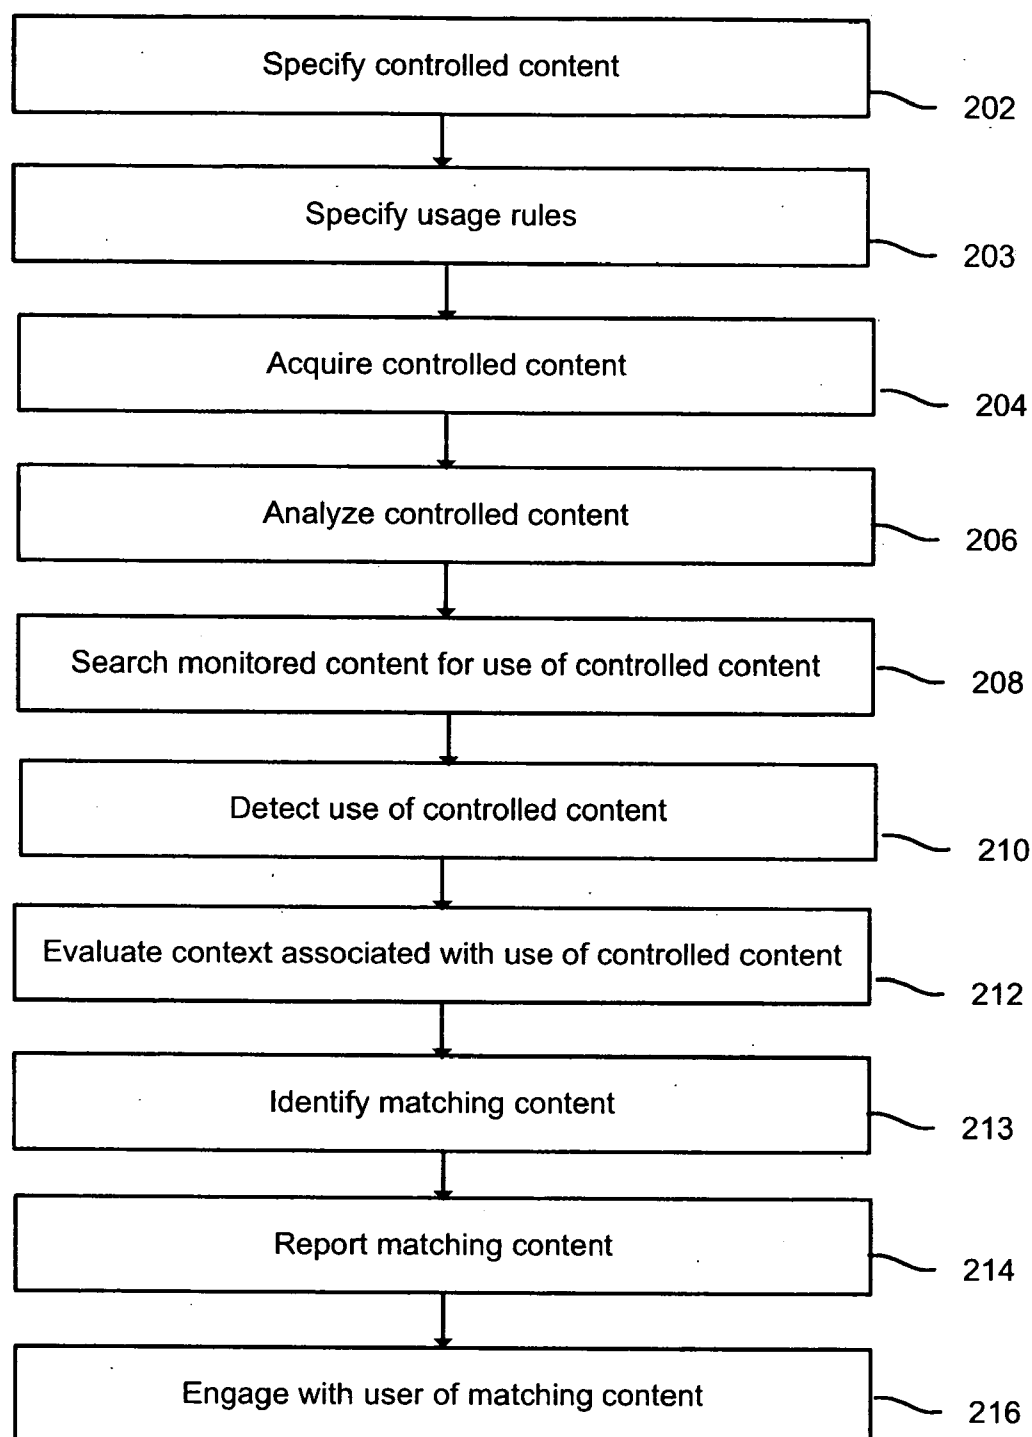 Specify controlled content
202
Specify usage rules
203
Acquire controlled content
204
Analyze controlled content
206
Search monitored content for use of controlled content
208
Detect use of controlled content
210
Evaluate context associated with use of controlled content
212
Identify matching content
213
Report matching content
214
Engage with user of matching content
216